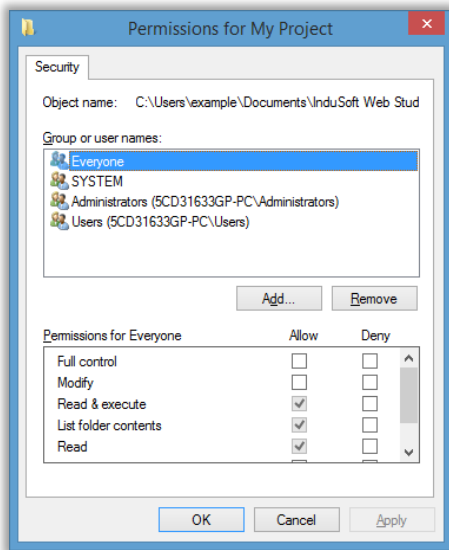 Permissions for My Project
Security
Object name: C:\Users\example\Documents\InduSoft Web Stud
Group or user names:
Everyone
SYSTEM
Administrators (5CD31633GP-PC\Administrators)
Users (5CD31633GP-PC\Users)
Add... Remove
Permissions for Everyone Allow Deny
Full control
Modify
Read & execute
List folder contents
Read
OK Cancel Apply